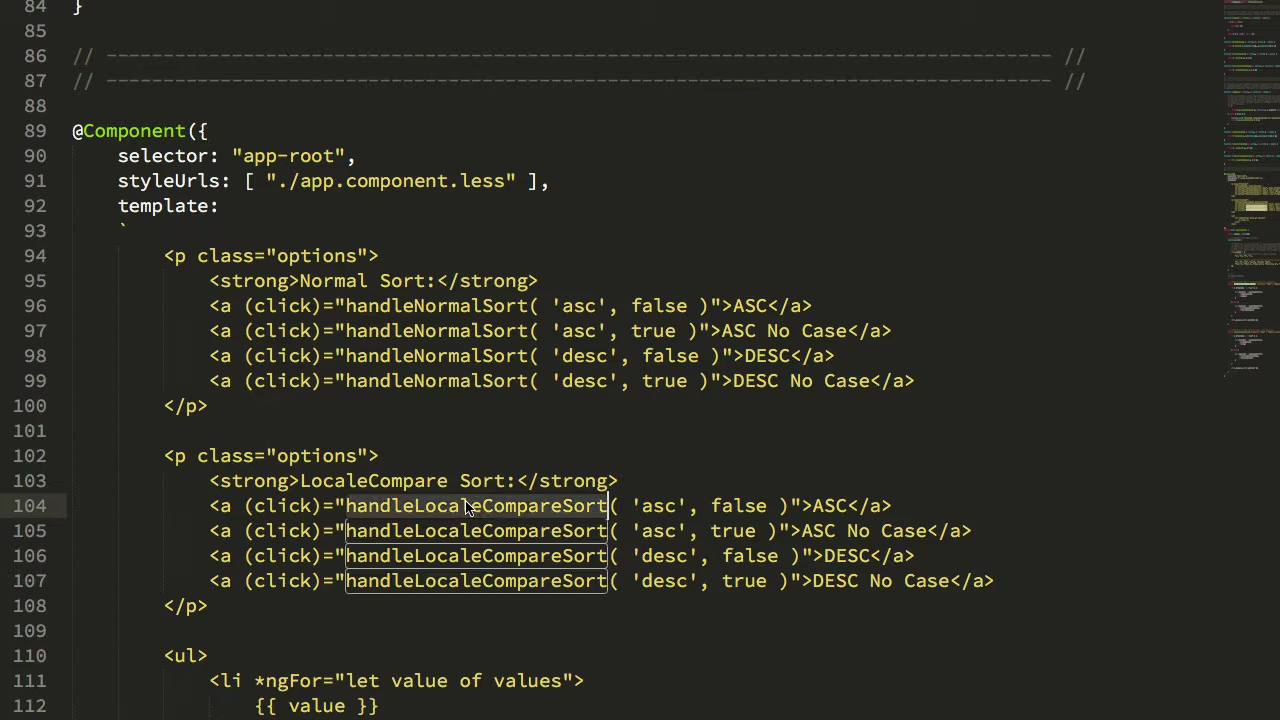 84 }
85
86 // ---------------------------------------------------------------------------------- //
87 // ---------------------------------------------------------------------------------- //
88
89 @Component({
90     selector: "app-root",
91     styleUrls: [ "./app.component.less" ],
92     template:
93     `
94         <p class="options">
95             <strong>Normal Sort:</strong>
96             <a (click)="handleNormalSort( 'asc', false )">ASC</a>
97             <a (click)="handleNormalSort( 'asc', true )">ASC No Case</a>
98             <a (click)="handleNormalSort( 'desc', false )">DESC</a>
99             <a (click)="handleNormalSort( 'desc', true )">DESC No Case</a>
100         </p>
101
102         <p class="options">
103             <strong>LocaleCompare Sort:</strong>
104             <a (click)="handleLocaleCompareSort( 'asc', false )">ASC</a>
105             <a (click)="handleLocaleCompareSort( 'asc', true )">ASC No Case</a>
106             <a (click)="handleLocaleCompareSort( 'desc', false )">DESC</a>
107             <a (click)="handleLocaleCompareSort( 'desc', true )">DESC No Case</a>
108         </p>
109
110         <ul>
111             <li *ngFor="let value of values">
112                 {{ value }}